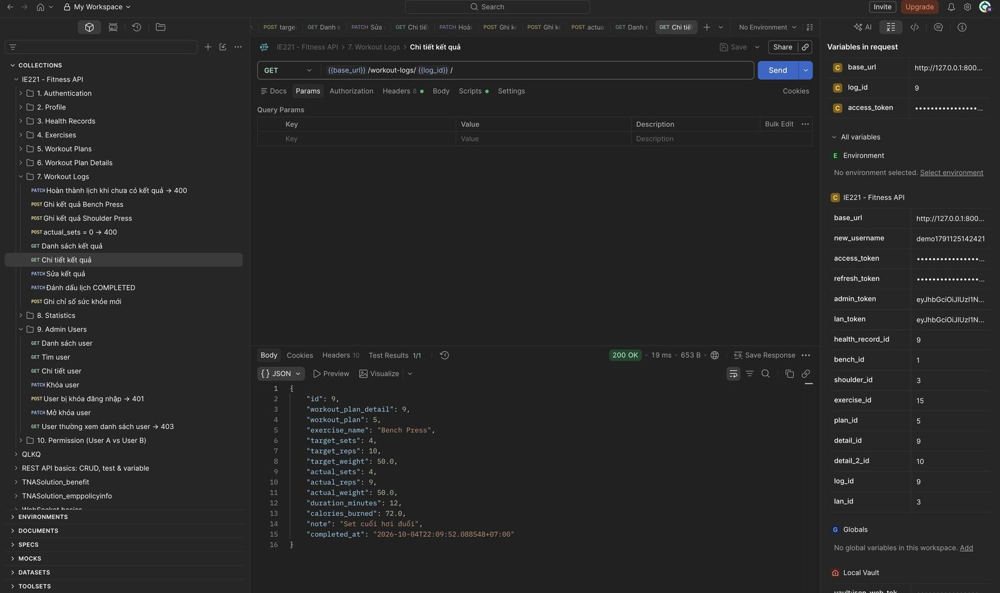 My Workspace
Search
Invite
Upgrade
POST targe
GET Danh s
PATCH Sửa
GET Chi tiế
PATCH Hoà
POST Ghi k
POST Ghi k
POST actua
GET Danh s
GET Chi tiế
No Environment
AI
IE221 - Fitness API > 7. Workout Logs > Chi tiết kết quả
Save
Share
Variables in request
COLLECTIONS
IE221 - Fitness API
1. Authentication
2. Profile
3. Health Records
4. Exercises
5. Workout Plans
6. Workout Plan Details
7. Workout Logs
PATCH Hoàn thành lịch khi chưa có kết quả → 400
POST Ghi kết quả Bench Press
POST Ghi kết quả Shoulder Press
POST actual_sets = 0 → 400
GET Danh sách kết quả
GET Chi tiết kết quả
PATCH Sửa kết quả
PATCH Đánh dấu lịch COMPLETED
POST Ghi chỉ số sức khỏe mới
8. Statistics
9. Admin Users
GET Danh sách user
GET Tìm user
GET Chi tiết user
PATCH Khóa user
POST User bị khóa đăng nhập → 401
PATCH Mở khóa user
GET User thường xem danh sách user → 403
10. Permission (User A vs User B)
QLKQ
REST API basics: CRUD, test & variable
TNASolution_benefit
TNASolution_emppolicyinfo
WebSocket basics
ENVIRONMENTS
DOCUMENTS
SPECS
MOCKS
DATASETS
TOOLSETS
GET {{base_url}} /workout-logs/ {{log_id}} /
Send
Docs Params Authorization Headers 8 Body Scripts Settings Cookies
Query Params
Key Value Description Bulk Edit
Key Value Description
Body Cookies Headers 10 Test Results 1/1
200 OK 19 ms 653 B Save Response
{} JSON Preview Visualize
1 {
2 "id": 9,
3 "workout_plan_detail": 9,
4 "workout_plan": 5,
5 "exercise_name": "Bench Press",
6 "target_sets": 4,
7 "target_reps": 10,
8 "target_weight": 50.0,
9 "actual_sets": 4,
10 "actual_reps": 9,
11 "actual_weight": 50.0,
12 "duration_minutes": 12,
13 "calories_burned": 72.0,
14 "note": "Set cuối hơi đuối",
15 "completed_at": "2026-10-04T22:09:52.088548+07:00"
16 }
C base_url http://127.0.0.1:800...
C log_id 9
C access_token ••••••••••••••••...
All variables
E Environment
No environment selected. Select environment
C IE221 - Fitness API
base_url http://127.0.0.1:800...
new_username demo1791125142421
access_token ••••••••••••••••...
refresh_token ••••••••••••••••...
admin_token eyJhbGciOiJIUzI1N...
lan_token eyJhbGciOiJIUzI1N...
health_record_id 9
bench_id 1
shoulder_id 3
exercise_id 15
plan_id 5
detail_id 9
detail_2_id 10
log_id 9
lan_id 3
G Globals
No global variables in this workspace. Add
Local Vault